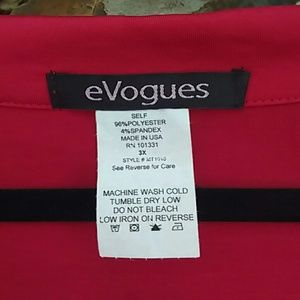 eVogues
SELF
96%POLYESTER
4%SPANDEX
MADE IN USA
RN 101331
3X
STYLE #
See Reverse for Care
MACHINE WASH COLD
TUMBLE DRY LOW
DO NOT BLEACH
LOW IRON ON REVERSE